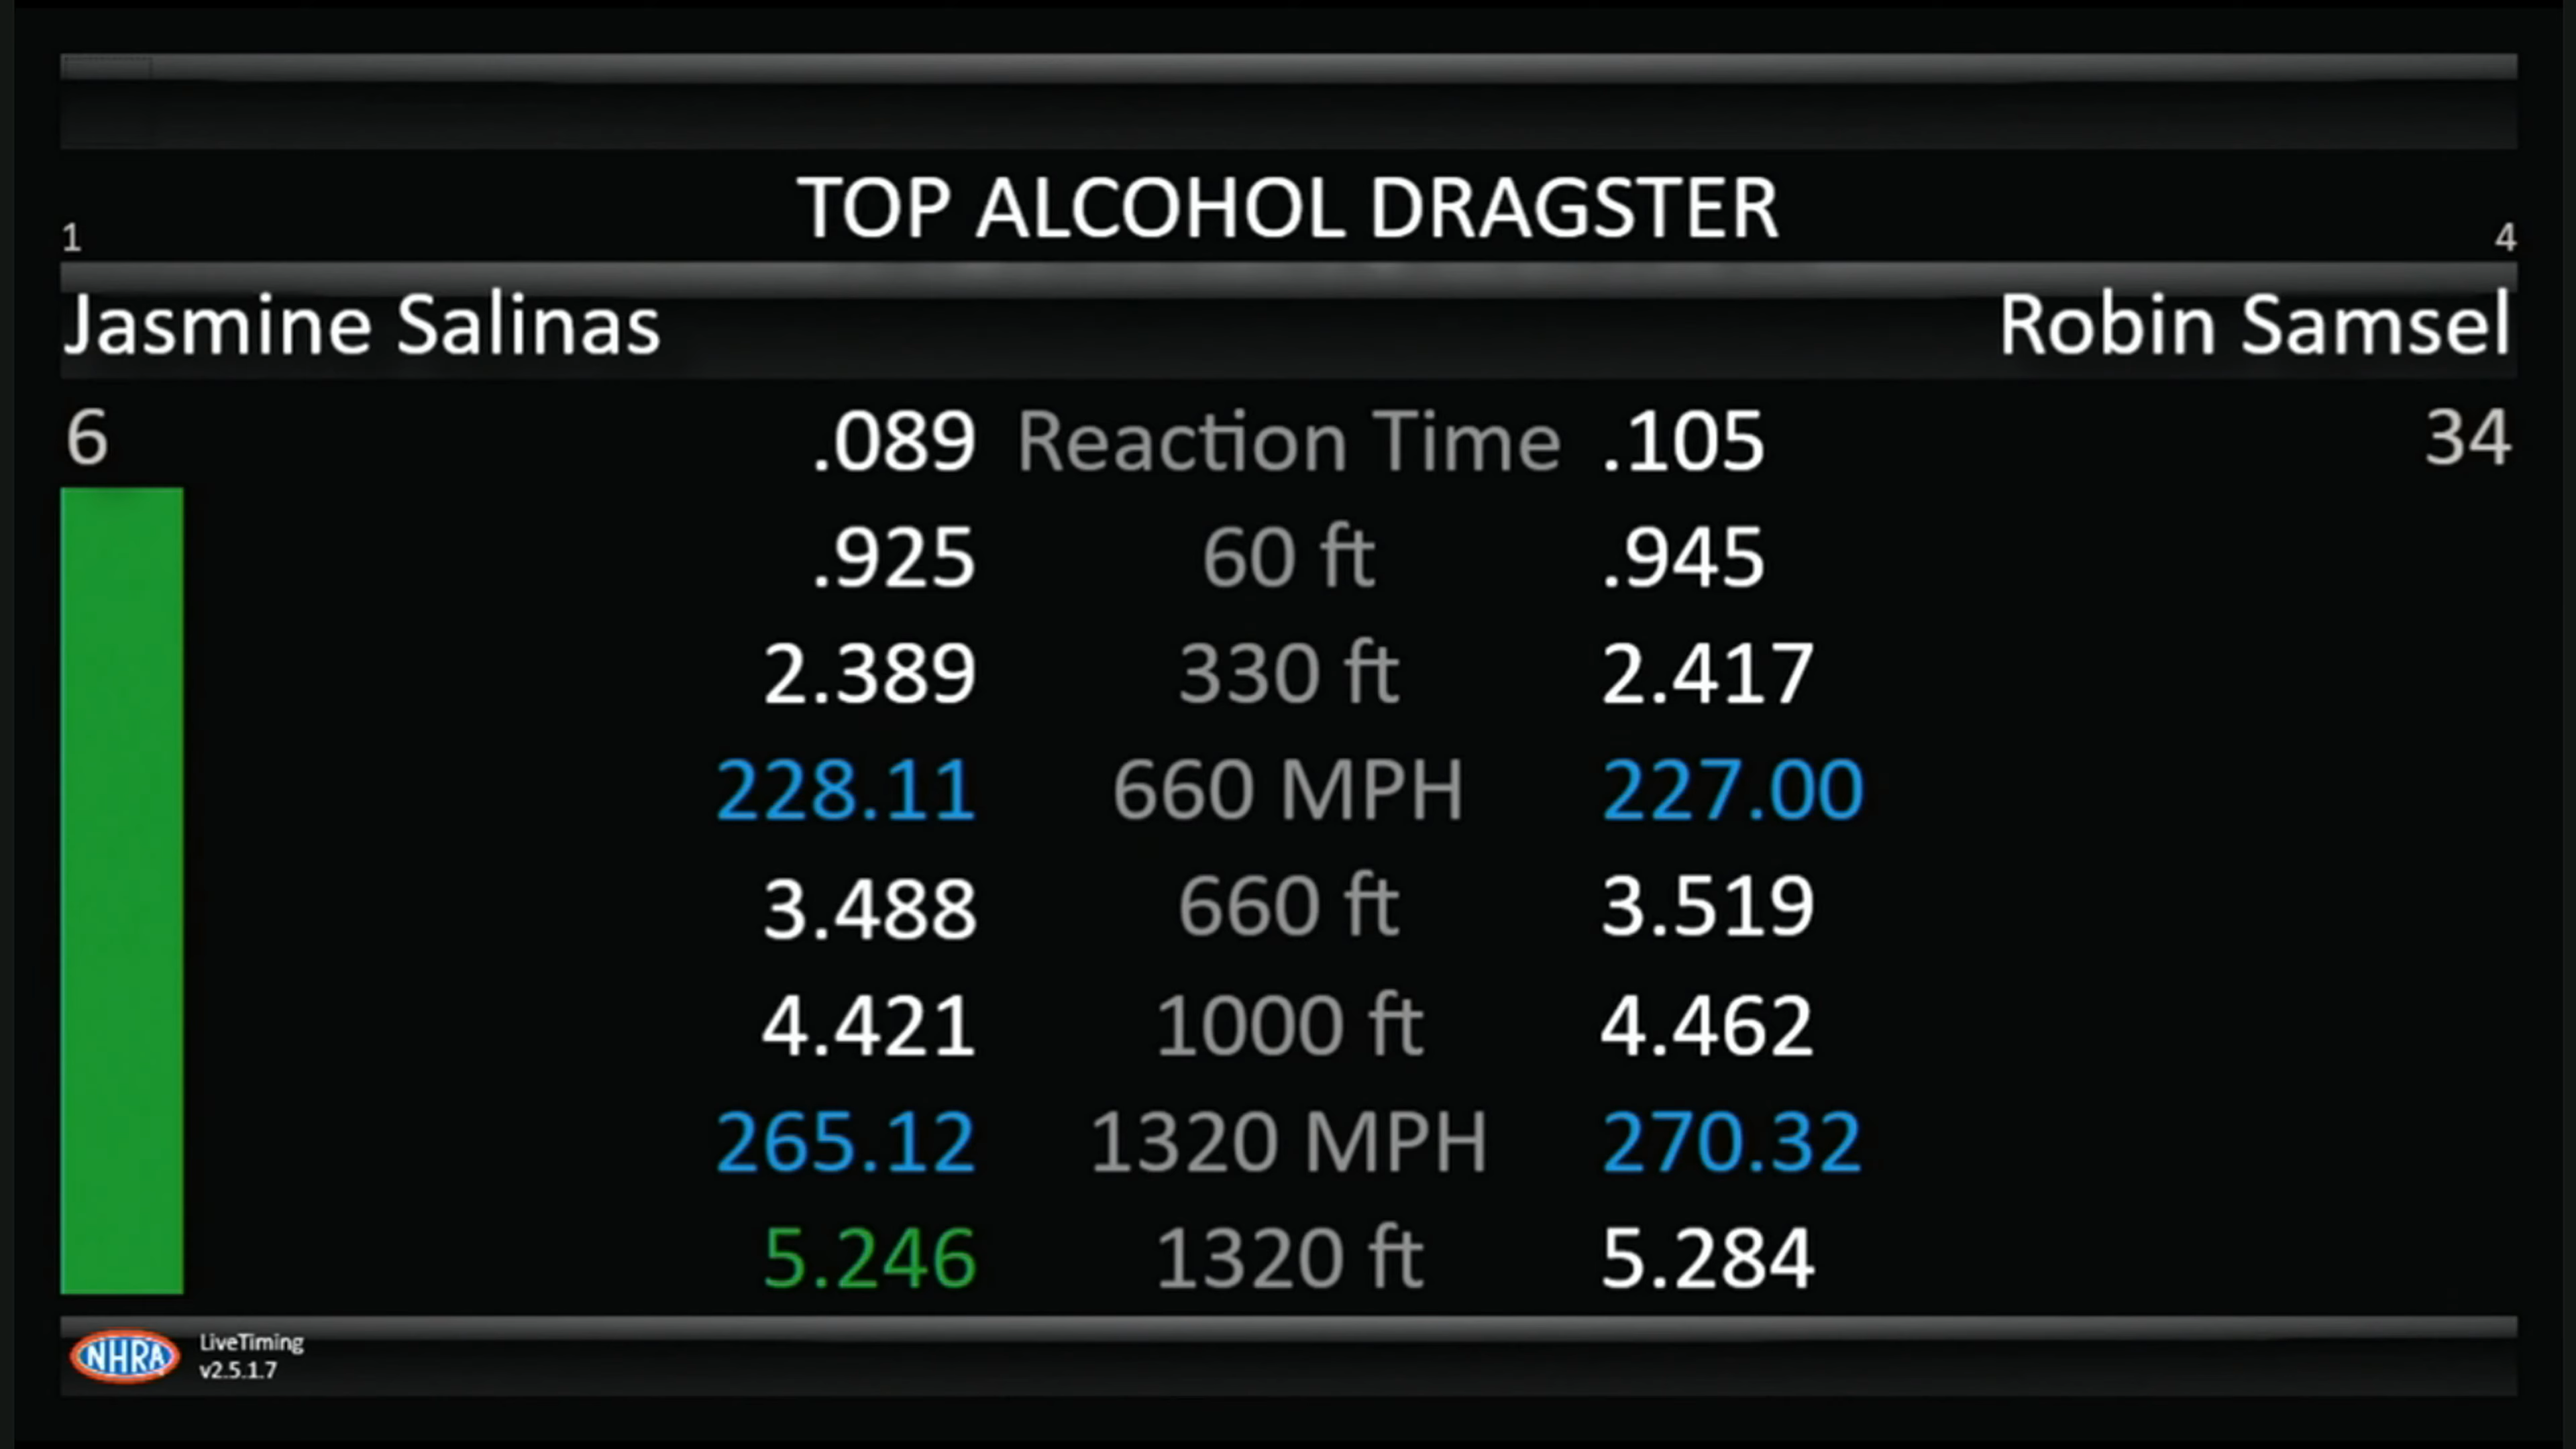 TOP ALCOHOL DRAGSTER
1 4
Jasmine Salinas Robin Samsel
6 .089 Reaction Time .105 34
.925 60 ft .945
2.389 330 ft 2.417
228.11 660 MPH 227.00
3.488 660 ft 3.519
4.421 1000 ft 4.462
265.12 1320 MPH 270.32
5.246 1320 ft 5.284
NHRA
LiveTiming
v2.5.1.7